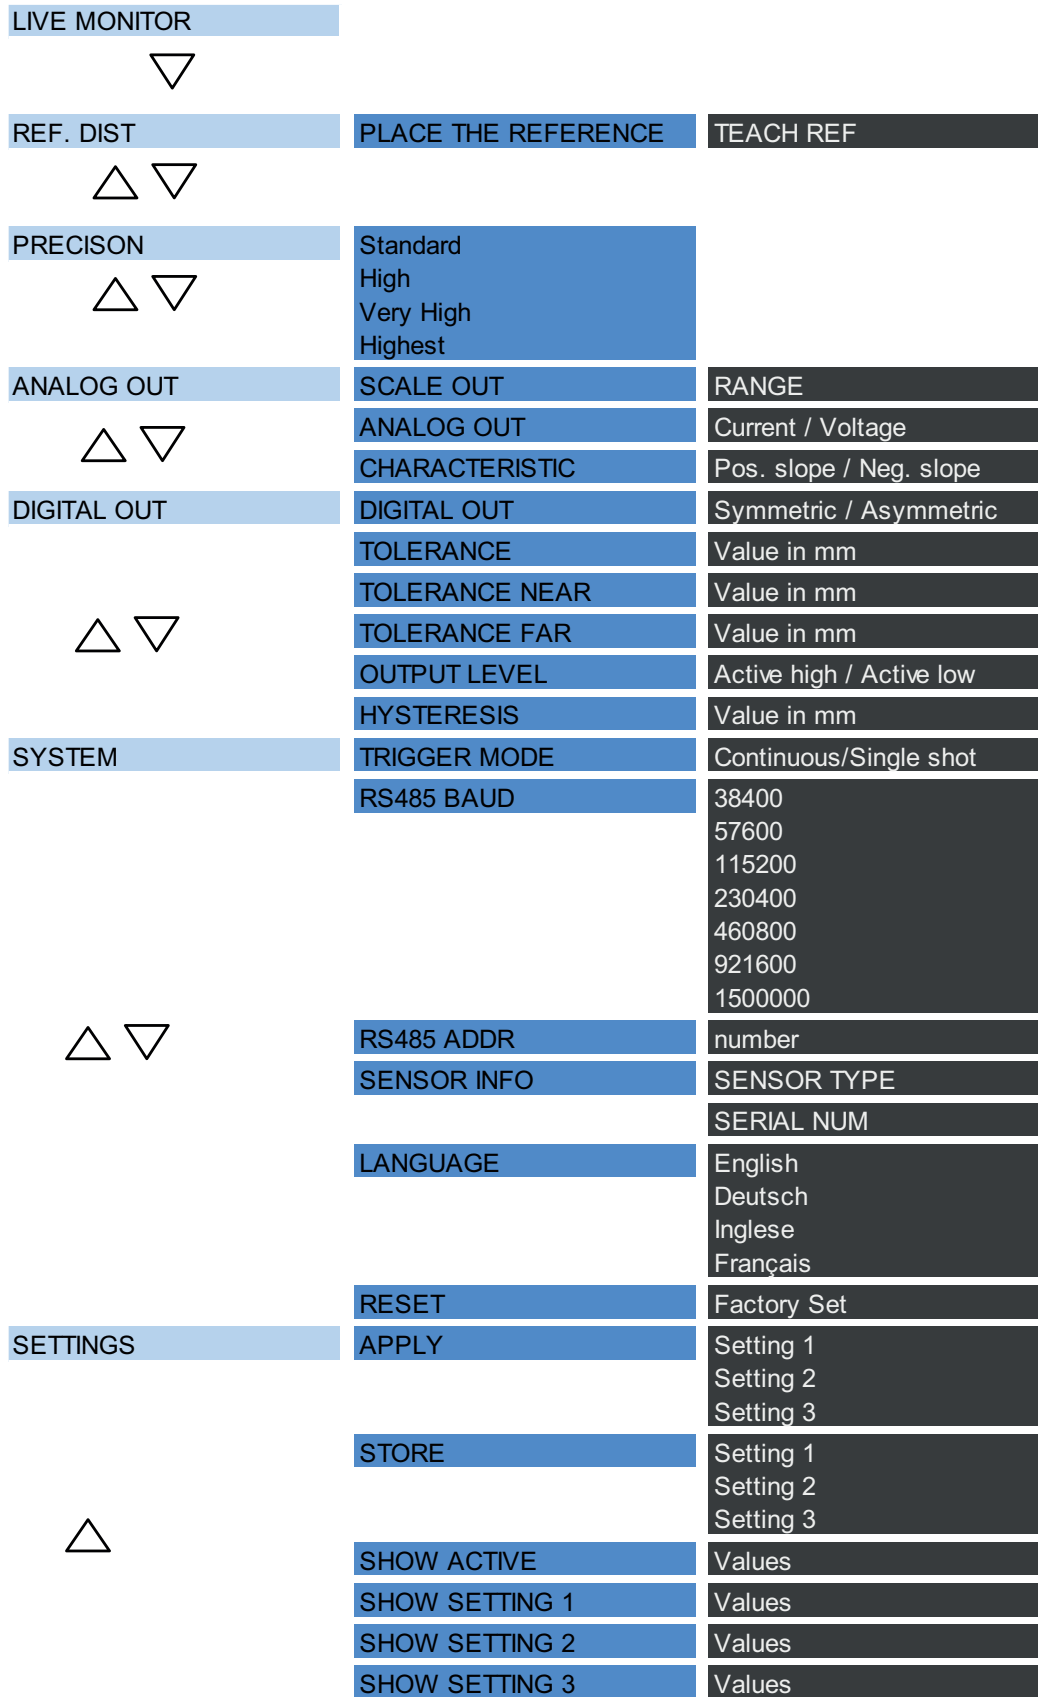 LIVE MONITOR
REF. DIST PLACE THE REFERENCE TEACH REF
PRECISON Standard
High
Very High
Highest
ANALOG OUT SCALE OUT RANGE
ANALOG OUT Current / Voltage
CHARACTERISTIC Pos. slope / Neg. slope
DIGITAL OUT DIGITAL OUT Symmetric / Asymmetric
TOLERANCE Value in mm
TOLERANCE NEAR Value in mm
TOLERANCE FAR Value in mm
OUTPUT LEVEL Active high / Active low
HYSTERESIS Value in mm
SYSTEM TRIGGER MODE Continuous/Single shot
RS485 BAUD 38400
57600
115200
230400
460800
921600
1500000
RS485 ADDR number
SENSOR INFO SENSOR TYPE
SERIAL NUM
LANGUAGE English
Deutsch
Inglese
Français
RESET Factory Set
SETTINGS APPLY Setting 1
Setting 2
Setting 3
STORE Setting 1
Setting 2
Setting 3
SHOW ACTIVE Values
SHOW SETTING 1 Values
SHOW SETTING 2 Values
SHOW SETTING 3 Values